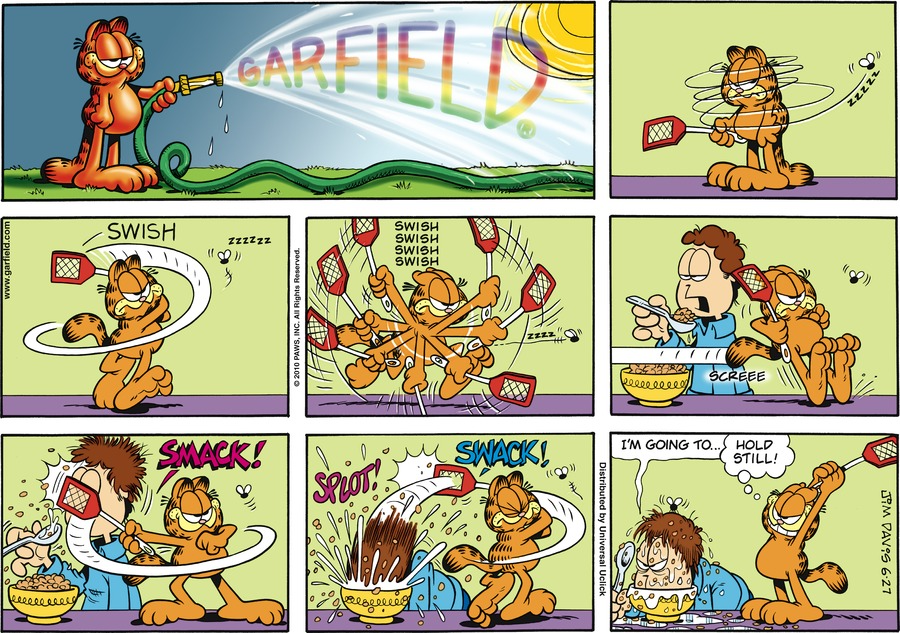 GARFIELD.
ZZZZZ
www.garfield.com
SWISH
ZZZZZZ
© 2010 PAWS, INC. All Rights Reserved.
SWISH
SWISH
SWISH
SWISH
ZZZZ
SCREEE
SMACK!
SPLOT!
SWACK!
Distributed by Universal Uclick
I'M GOING TO...
HOLD
STILL!
JIM DAVIS 6-27